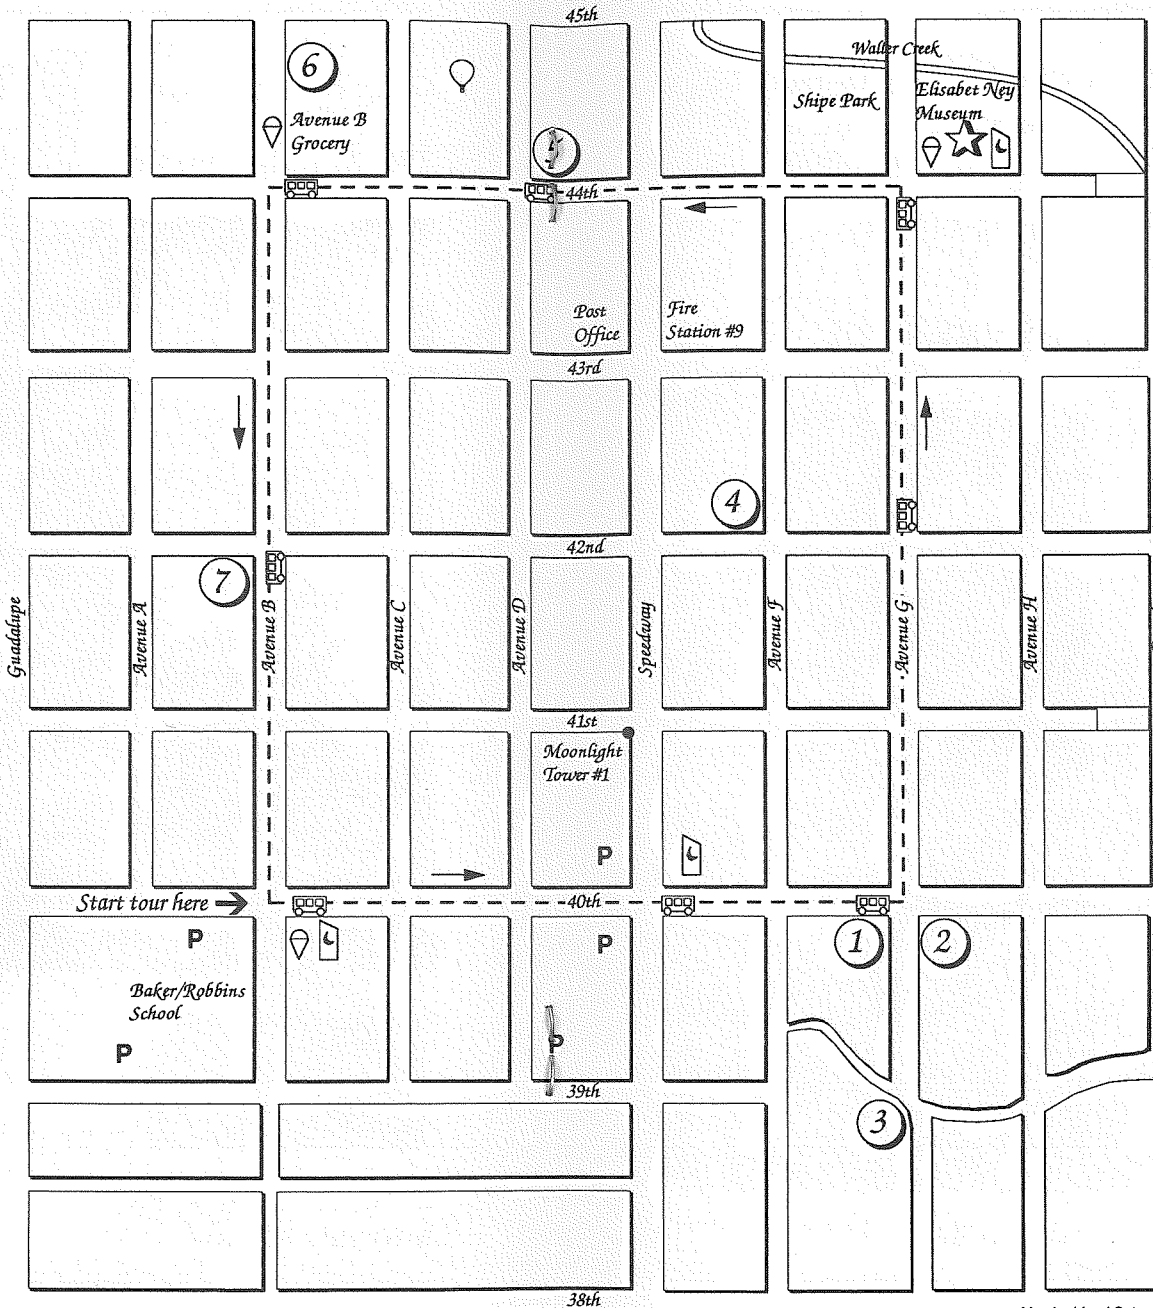 45th
Waller Creek
6
Shipe Park
Elisabet Ney
Museum
Avenue B
Grocery
44th
Post
Office
Fire
Station #9
43rd
4
42nd
7
Guadalupe
Avenue A
Avenue B
Avenue C
Avenue D
Speedway
Avenue F
Avenue G
Avenue H
41st
Moonlight
Tower #1
P
Start tour here
40th
P
P
1
2
Baker/Robbins
School
P
P
39th
3
38th